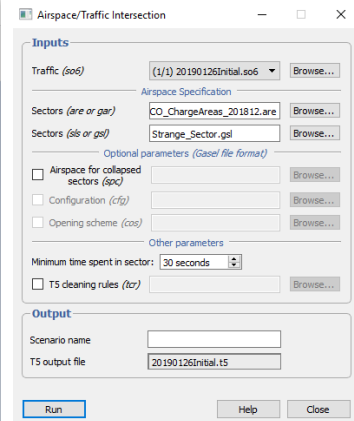 Airspace/Traffic Intersection
Inputs
Traffic (so6) (1/1) 20190126Initial.so6 Browse...
Airspace Specification
Sectors (are or gar) CO_ChargeAreas_201812.are Browse...
Sectors (sls or gsl) Strange_Sector.gsl Browse...
Optional parameters (Gasel file format)
Airspace for collapsed
sectors (spc) Browse...
Configuration (cfg) Browse...
Opening scheme (cos) Browse...
Other parameters
Minimum time spent in sector: 30 seconds
T5 cleaning rules (tcr) Browse...
Output
Scenario name
T5 output file 20190126Initial.t5
Run Help Close